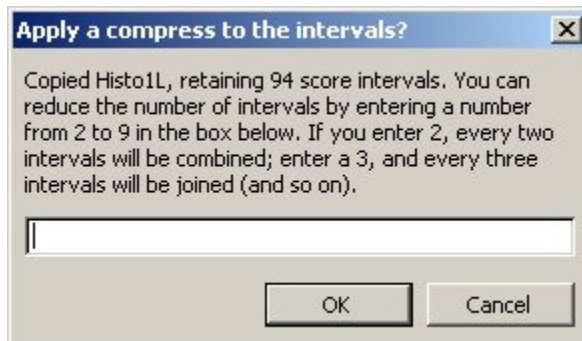 Apply a compress to the intervals?
Copied Histo1L, retaining 94 score intervals. You can
reduce the number of intervals by entering a number
from 2 to 9 in the box below. If you enter 2, every two
intervals will be combined; enter a 3, and every three
intervals will be joined (and so on).
OK Cancel